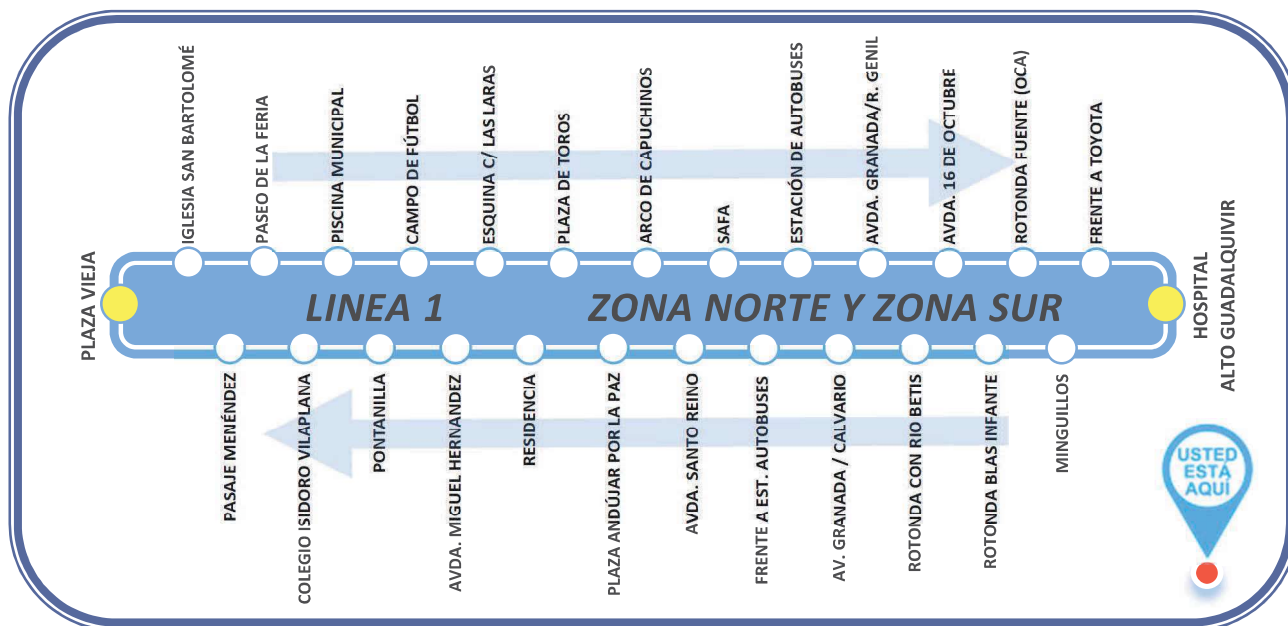 PLAZA VIEJA
IGLESIA SAN BARTOLOMÉ
PASEO DE LA FERIA
PISCINA MUNICIPAL
CAMPO DE FÚTBOL
ESQUINA C/ LAS LARAS
PLAZA DE TOROS
ARCO DE CAPUCHINOS
SAFA
ESTACIÓN DE AUTOBUSES
AVDA. GRANADA/R. GENIL
AVDA. 16 DE OCTUBRE
ROTONDA FUENTE (OCA)
FRENTE A TOYOTA
HOSPITAL
ALTO GUADALQUIVIR
LINEA 1
ZONA NORTE Y ZONA SUR
PASAJE MENÉNDEZ
COLEGIO ISIDORO VILAPLANA
PONTANILLA
AVDA. MIGUEL HERNANDEZ
RESIDENCIA
PLAZA ANDÚJAR POR LA PAZ
AVDA. SANTO REINO
FRENTE A EST. AUTOBUSES
AV. GRANADA / CALVARIO
ROTONDA CON RIO BETIS
ROTONDA BLAS INFANTE
MINGUILLOS
USTED
ESTÁ
AQUÍ